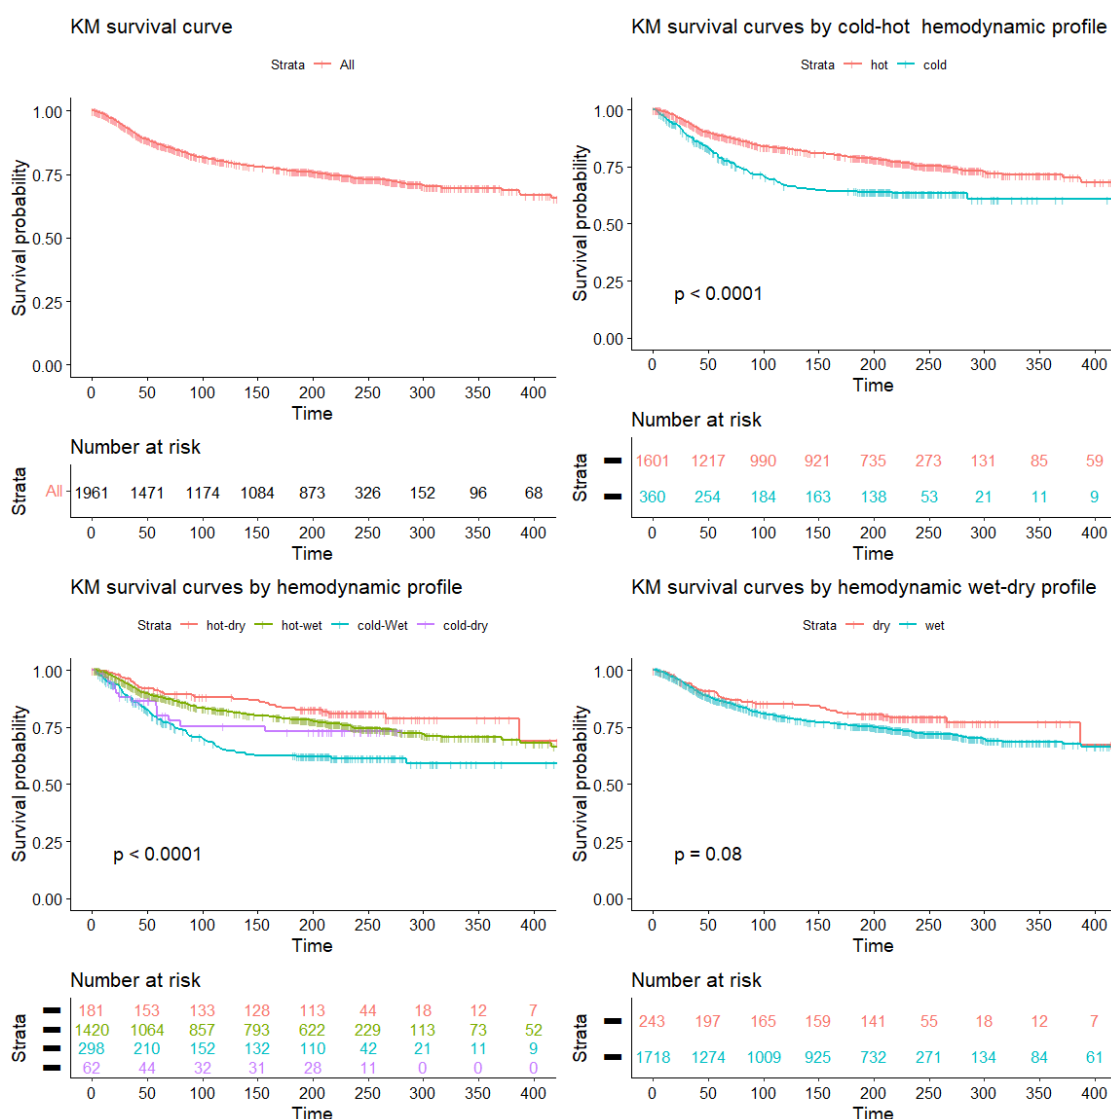 KM survival curve
Strata All
Survival probability
1.00
0.75
0.50
0.25
0.00
0 50 100 150 200 250 300 350 400
Time
Number at risk
Strata
All 1961 1471 1174 1084 873 326 152 96 68
0 50 100 150 200 250 300 350 400
Time
KM survival curves by cold-hot  hemodynamic profile
Strata hot cold
Survival probability
1.00
0.75
0.50
0.25
0.00
p < 0.0001
0 50 100 150 200 250 300 350 400
Time
Number at risk
Strata
1601 1217 990 921 735 273 131 85 59
360 254 184 163 138 53 21 11 9
0 50 100 150 200 250 300 350 400
Time
KM survival curves by hemodynamic profile
Strata hot-dry hot-wet cold-Wet cold-dry
Survival probability
1.00
0.75
0.50
0.25
0.00
p < 0.0001
0 50 100 150 200 250 300 350 400
Time
Number at risk
Strata
181 153 133 128 113 44 18 12 7
1420 1064 857 793 622 229 113 73 52
298 210 152 132 110 42 21 11 9
62 44 32 31 28 11 0 0 0
0 50 100 150 200 250 300 350 400
Time
KM survival curves by hemodynamic wet-dry profile
Strata dry wet
Survival probability
1.00
0.75
0.50
0.25
0.00
p = 0.08
0 50 100 150 200 250 300 350 400
Time
Number at risk
Strata
243 197 165 159 141 55 18 12 7
1718 1274 1009 925 732 271 134 84 61
0 50 100 150 200 250 300 350 400
Time